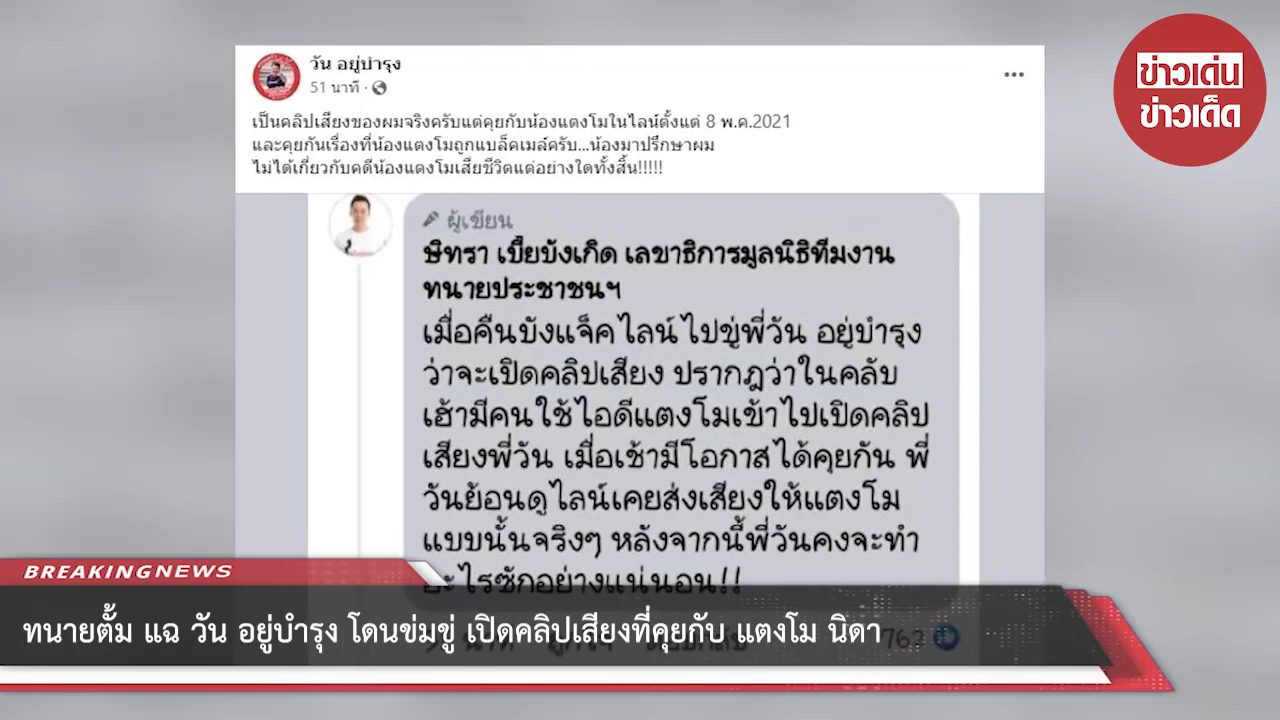 ข่าวเด่น
ข่าวเด็ด
วัน อยู่บำรุง
51 นาที
เป็นคลิปเสียงของผมจริงครับแต่คุยกับน้องแตงโมในไลน์ตั้งแต่ 8 พ.ค.2021
และคุยกันเรื่องที่น้องแตงโมถูกแบล็คเมล์ครับ...น้องมาปรึกษาผม
ไม่ได้เกี่ยวกับคดีน้องแตงโมเสียชีวิตแต่อย่างใดทั้งสิ้น!!!!!
ผู้เขียน
ษิทรา เบี้ยบังเกิด เลขาธิการมูลนิธิทีมงาน
ทนายประชาชนฯ
เมื่อคืนบังแจ็คไลน์ไปขู่พี่วัน อยู่บำรุง
ว่าจะเปิดคลิปเสียง ปรากฎว่าในคลับ
เฮ้ามีคนใช้ไอดีแตงโมเข้าไปเปิดคลิป
เสียงพี่วัน เมื่อเช้ามีโอกาสได้คุยกัน พี่
วันย้อนดูไลน์เคยส่งเสียงให้แตงโม
แบบนั้นจริงๆ หลังจากนี้พี่วันคงจะทำ
อะไรซักอย่างแน่นอน!!
BREAKINGNEWS
ทนายตั้ม แฉ วัน อยู่บำรุง โดนข่มขู่ เปิดคลิปเสียงที่คุยกับ แตงโม นิดา